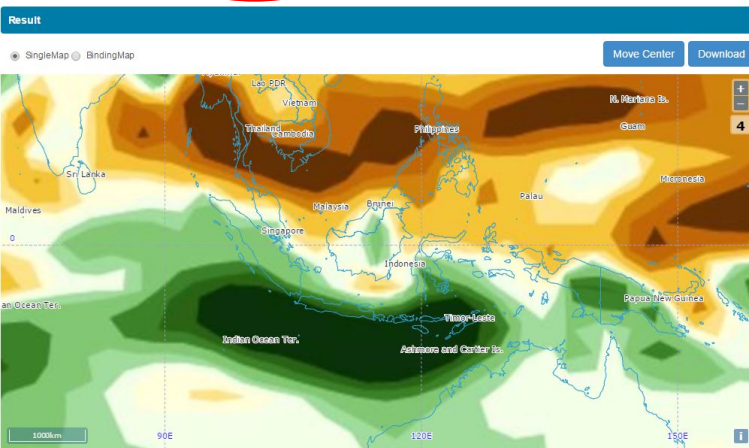 Result
SingleMap BindingMap
Move Center Download
+
−
4
Lao PDR
Vietnam
Thailand
Cambodia
Philippines
N. Mariana Is.
Guam
Sri Lanka
Micronesia
Palau
Maldives
Malaysia
Brunei
Singapore
0
Indonesia
Papua New Guinea
an Ocean Ter.
Timor-Leste
Indian Ocean Ter.
Ashmore and Cartier Is.
1000km
90E
120E
150E
i